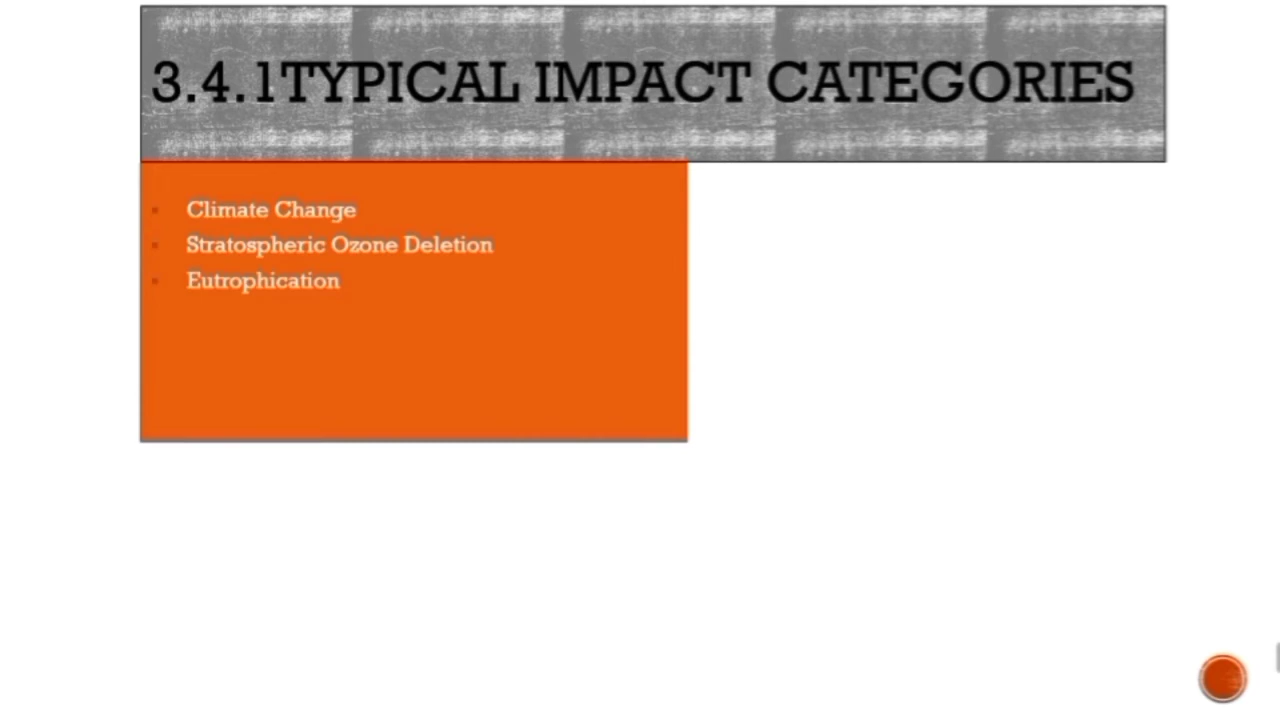 3.4.1TYPICAL IMPACT CATEGORIES
Climate Change
Stratospheric Ozone Deletion
Eutrophication